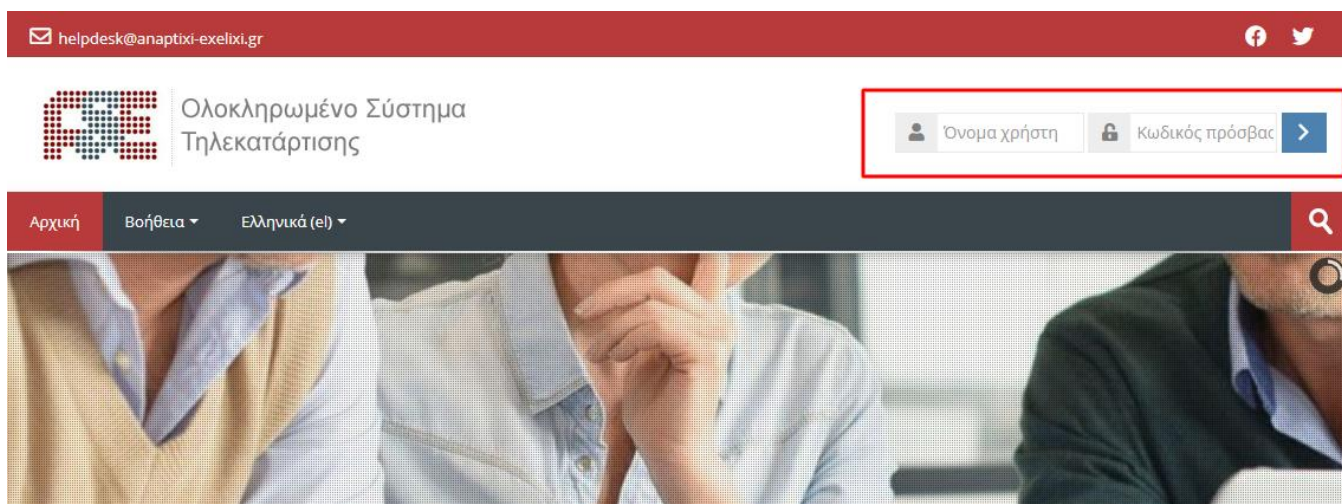 helpdesk@anaptixi-exelixi.gr
Ολοκληρωμένο Σύστημα
Τηλεκατάρτισης
Όνομα χρήστη Κωδικός πρόσβας
Αρχική Βοήθεια Ελληνικά (el)